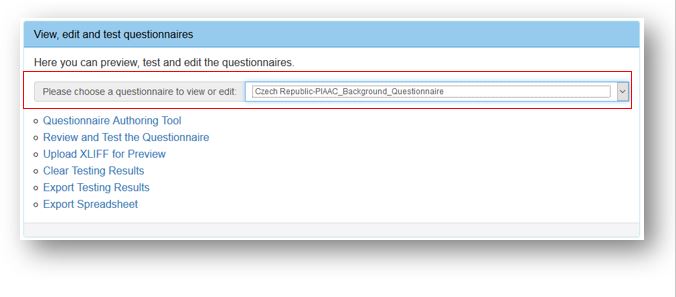 View, edit and test questionnaires
Here you can preview, test and edit the questionnaires.
Please choose a questionnaire to view or edit: Czech Republic-PIAAC_Background_Questionnaire
Questionnaire Authoring Tool
Review and Test the Questionnaire
Upload XLIFF for Preview
Clear Testing Results
Export Testing Results
Export Spreadsheet